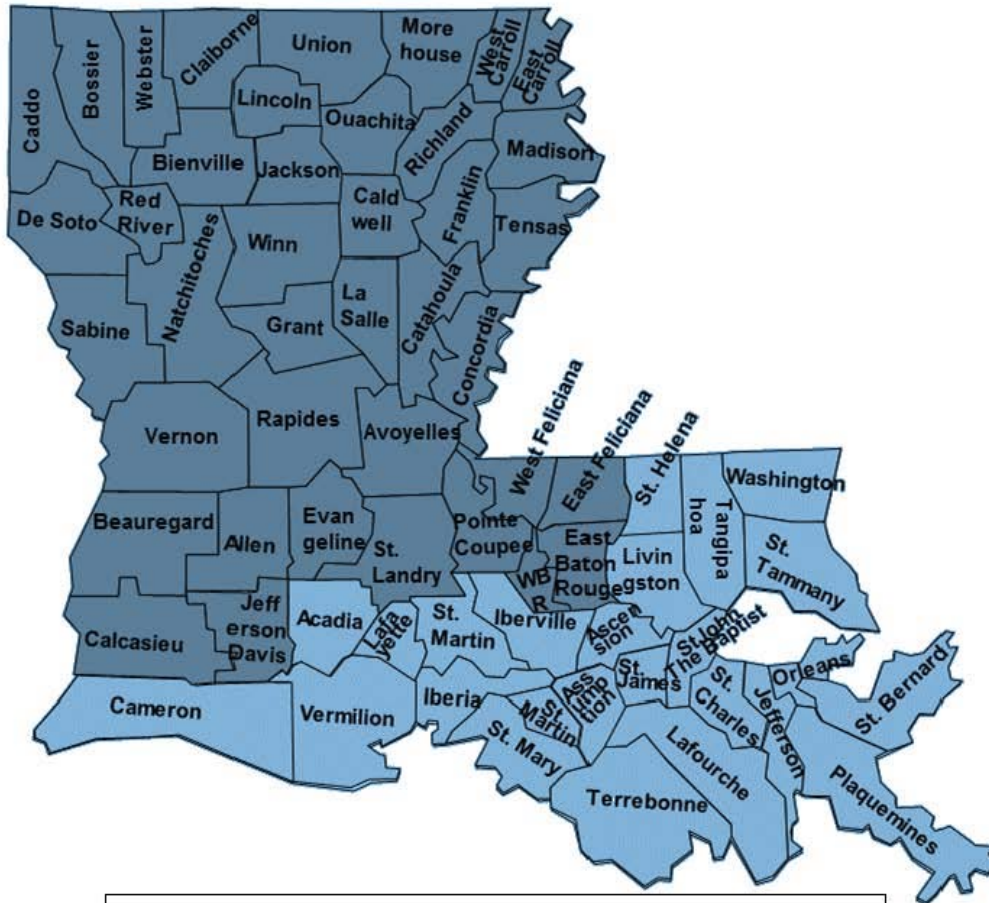 Caddo
Bossier
Webster
Claiborne
Union
More
house
West
Carroll
East
Carroll
Lincoln
Ouachita
Richland
Madison
Bienville
Jackson
De Soto
Red
River
Natchitoches
Winn
Cald
well
Franklin
Tensas
Sabine
Grant
La
Salle
Catahoula
Concordia
Vernon
Rapides
Avoyelles
West Feliciana
East Feliciana
St. Helena
Tangipa
hoa
Washington
Beauregard
Allen
Evan
geline
St.
Landry
Pointe
Coupee
WB
R
East
Baton
Rouge
Livin
gston
St.
Tammany
Calcasieu
Jeff
erson
Davis
Acadia
Lafa
yette
St.
Martin
Iberville
Ascen
sion
St John
The Baptist
Cameron
Vermilion
Iberia
St.
Martin
Ass
ump
tion
St.
James
St.
Charles
Jefferson
Orleans
St. Bernard
St. Mary
Terrebonne
Lafourche
Plaquemines